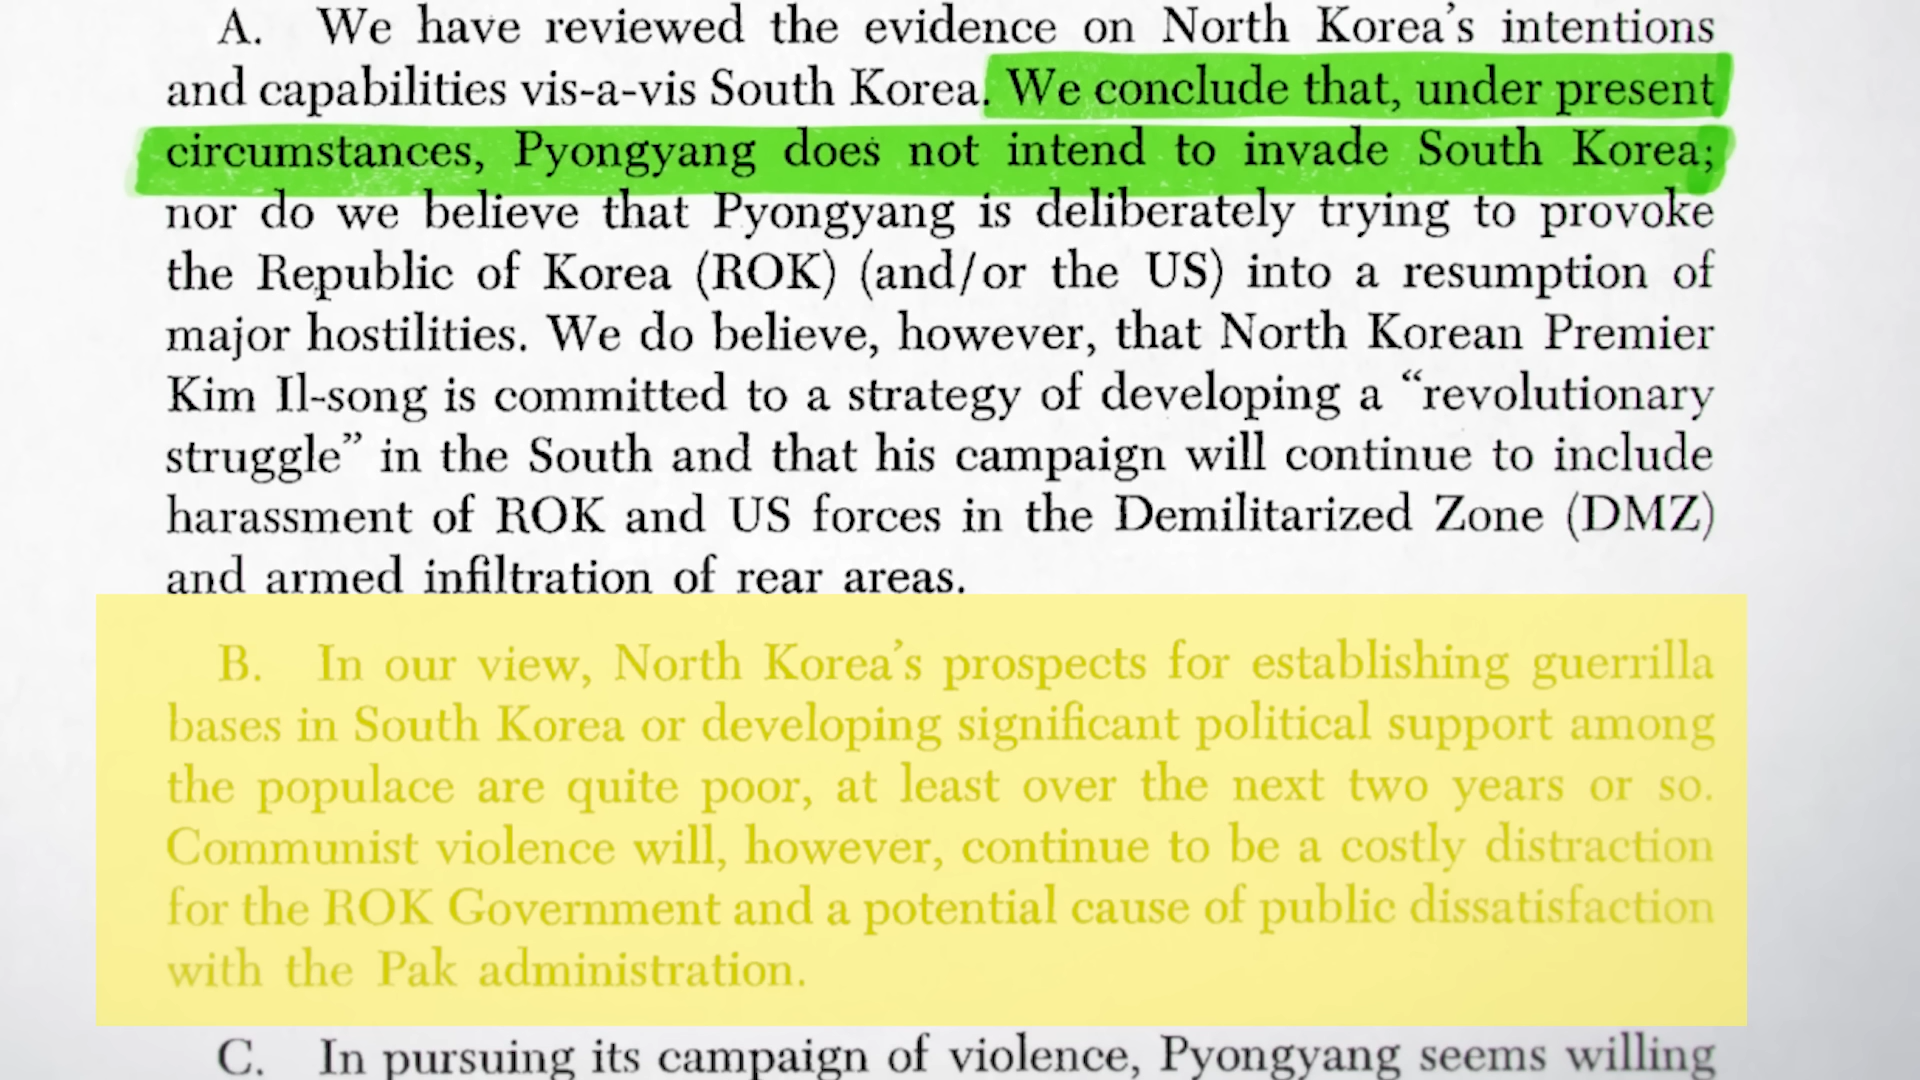 A. We have reviewed the evidence on North Korea's intentions
and capabilities vis-a-vis South Korea. We conclude that, under present
circumstances, Pyongyang does not intend to invade South Korea;
nor do we believe that Pyongyang is deliberately trying to provoke
the Republic of Korea (ROK) (and/or the US) into a resumption of
major hostilities. We do believe, however, that North Korean Premier
Kim Il-song is committed to a strategy of developing a “revolutionary
struggle” in the South and that his campaign will continue to include
harassment of ROK and US forces in the Demilitarized Zone (DMZ)
and armed infiltration of rear areas.
B. In our view, North Korea's prospects for establishing guerrilla
bases in South Korea or developing significant political support among
the populace are quite poor, at least over the next two years or so.
Communist violence will, however, continue to be a costly distraction
for the ROK Government and a potential cause of public dissatisfaction
with the Pak administration.
C. In pursuing its campaign of violence, Pyongyang seems willing